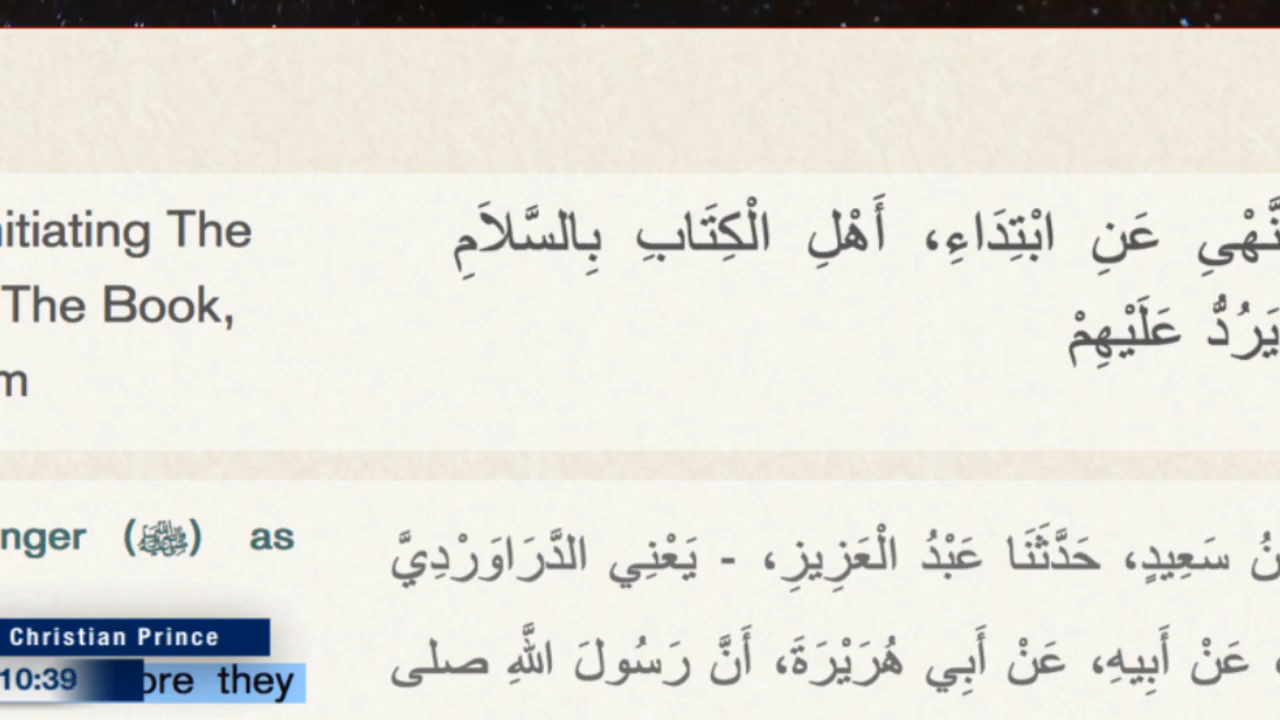 initiating The
The Book,
m
نَّهْىِ عَنِ ابْتِدَاءِ، أَهْلِ الْكِتَابِ بِالسَّلاَمِ
يَرُدُّ عَلَيْهِمْ
nger (ﷺ) as
سَعِيدٍ، حَدَّثَنَا عَبْدُ الْعَزِيزِ، - يَعْنِي الدَّرَاوَرْدِيَّ
عَنْ أَبِيهِ، عَنْ أَبِي هُرَيْرَةَ، أَنَّ رَسُولَ اللَّهِ صلى
Christian Prince
10:39
ore they